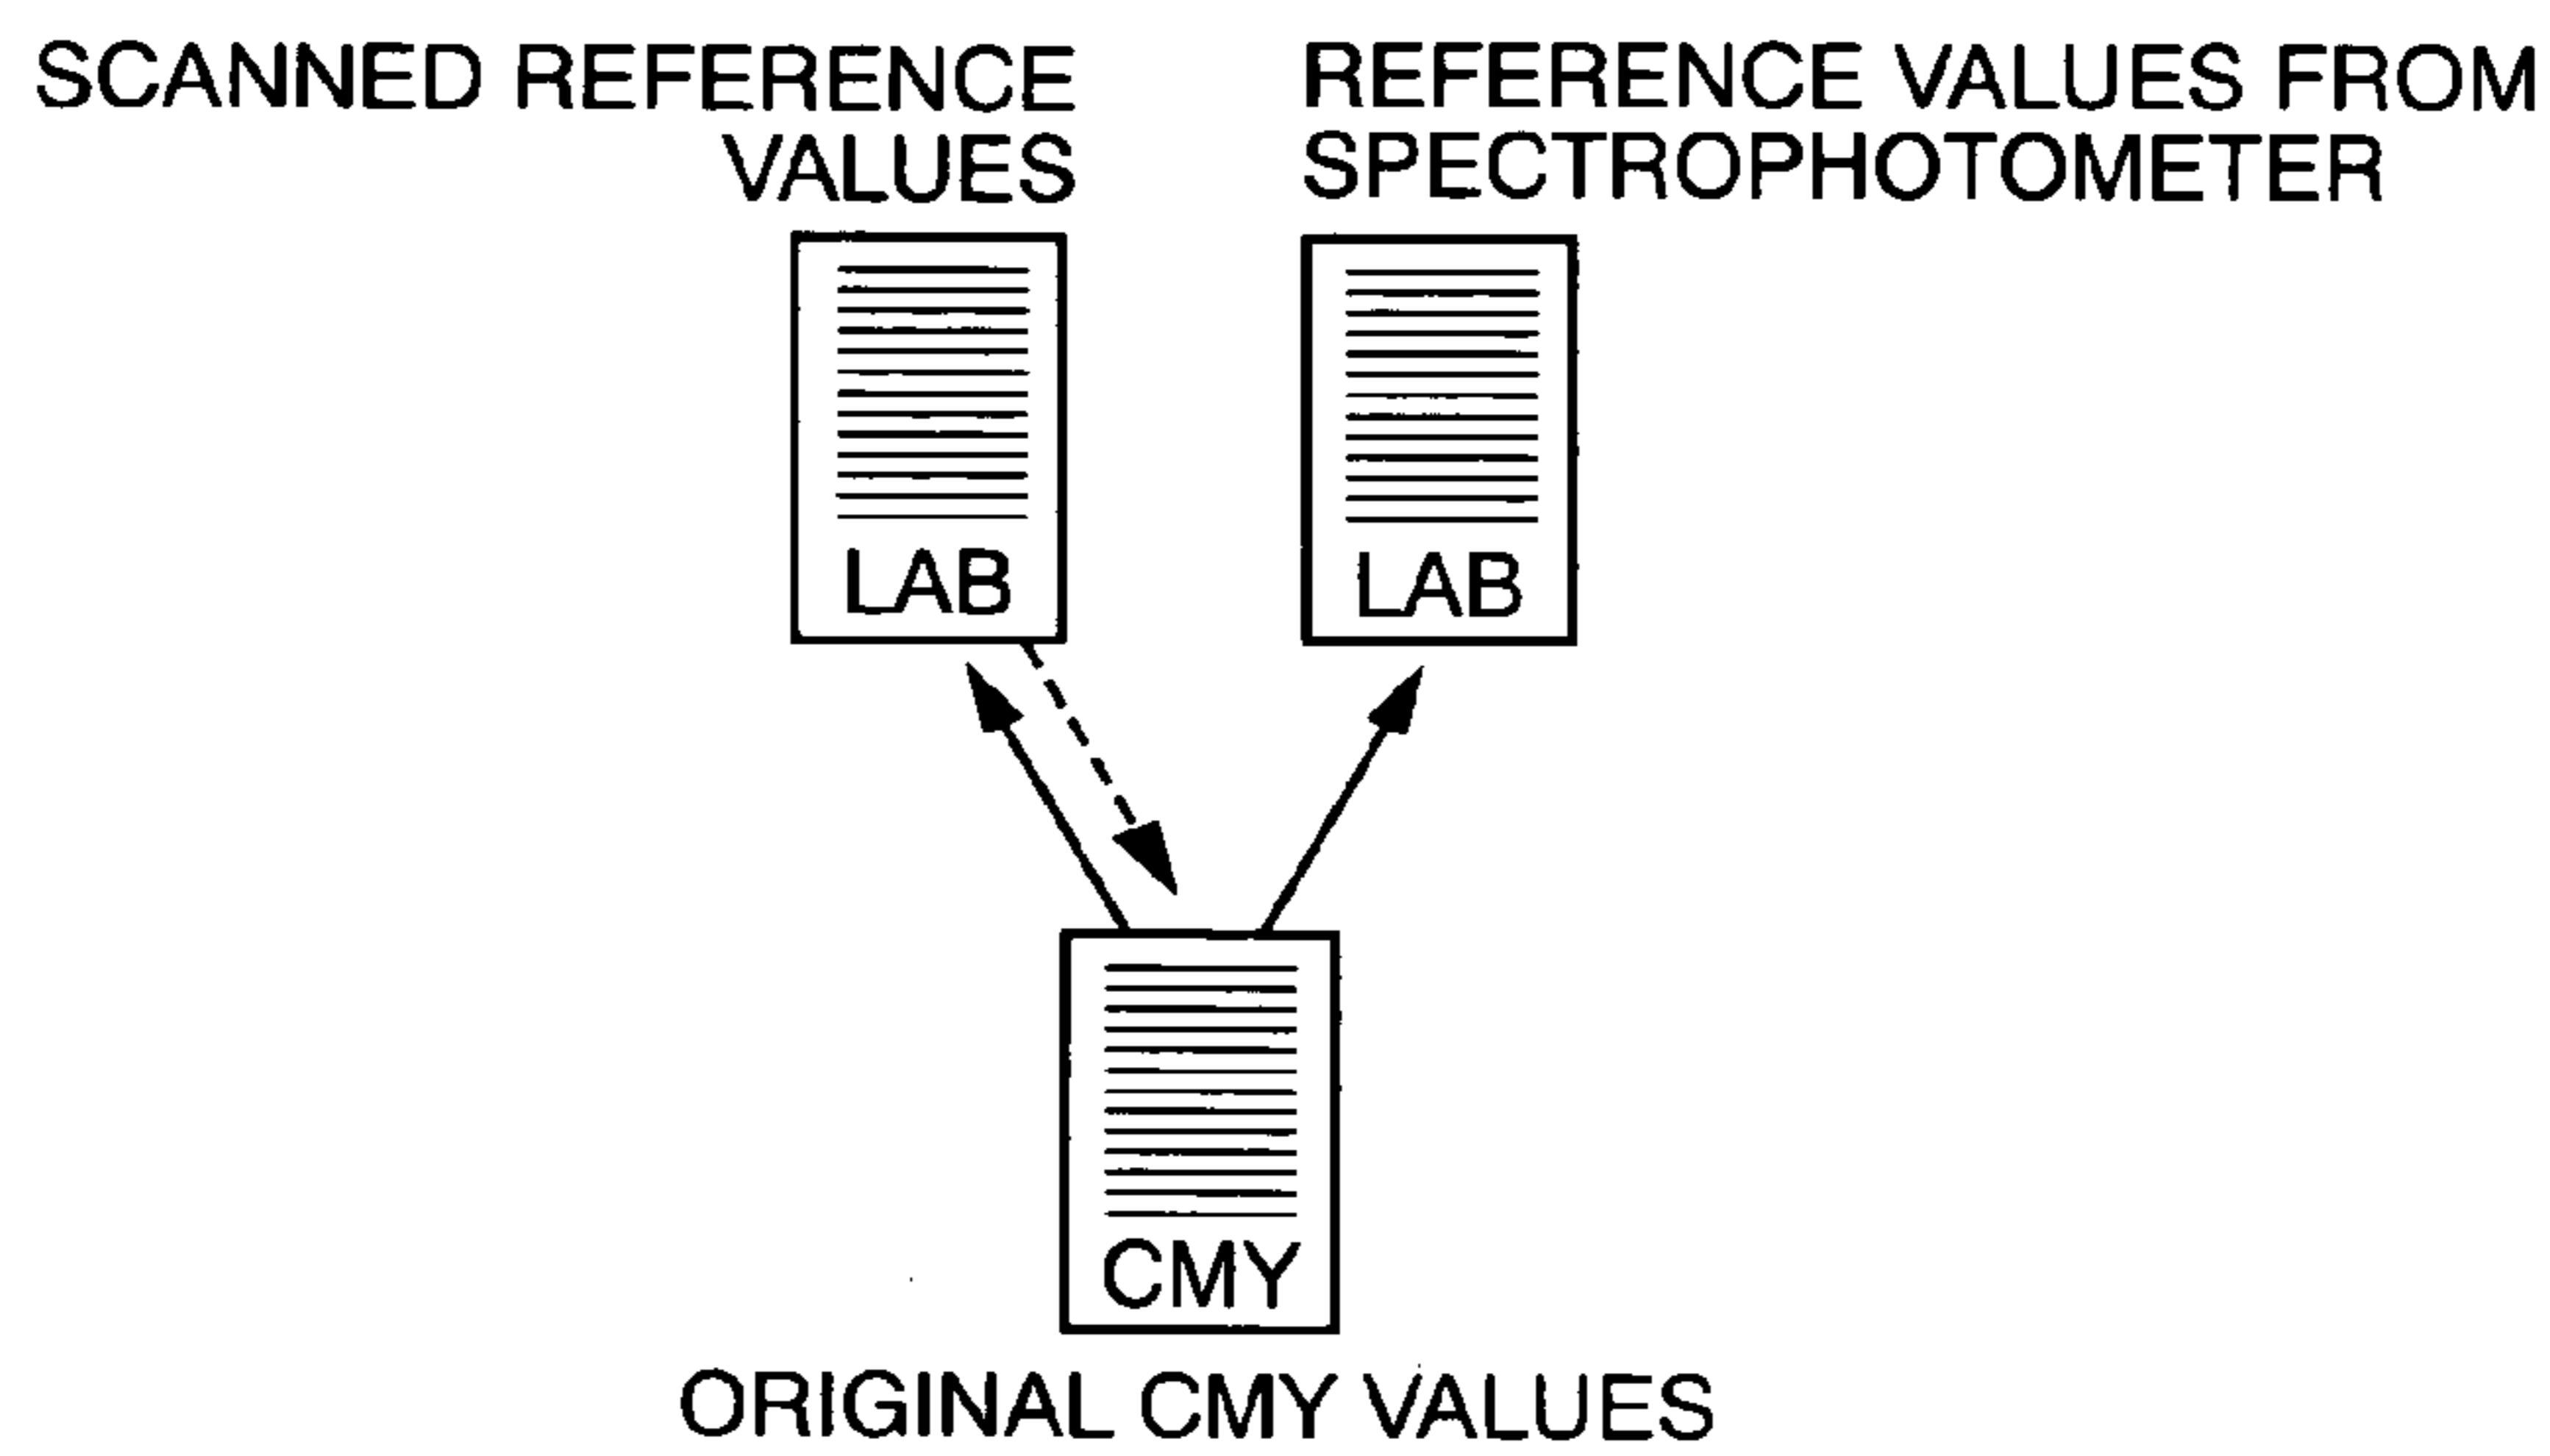 SCANNED REFERENCE
VALUES
REFERENCE VALUES FROM
SPECTROPHOTOMETER
LAB
LAB
CMY
ORIGINAL CMY VALUES